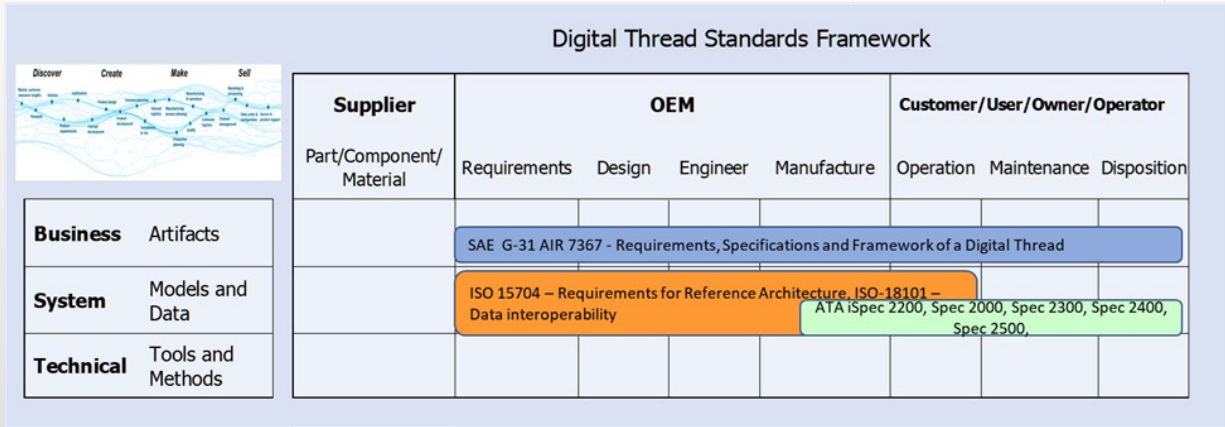 Digital Thread Standards Framework
Discover Create Make Sell
Supplier OEM Customer/User/Owner/Operator
Part/Component/
Material
Requirements Design Engineer Manufacture Operation Maintenance Disposition
Business Artifacts
SAE G-31 AIR 7367 - Requirements, Specifications and Framework of a Digital Thread
System Models and
Data
ISO 15704 – Requirements for Reference Architecture, ISO-18101 –
Data interoperability
ATA iSpec 2200, Spec 2000, Spec 2300, Spec 2400,
Spec 2500,
Technical Tools and
Methods